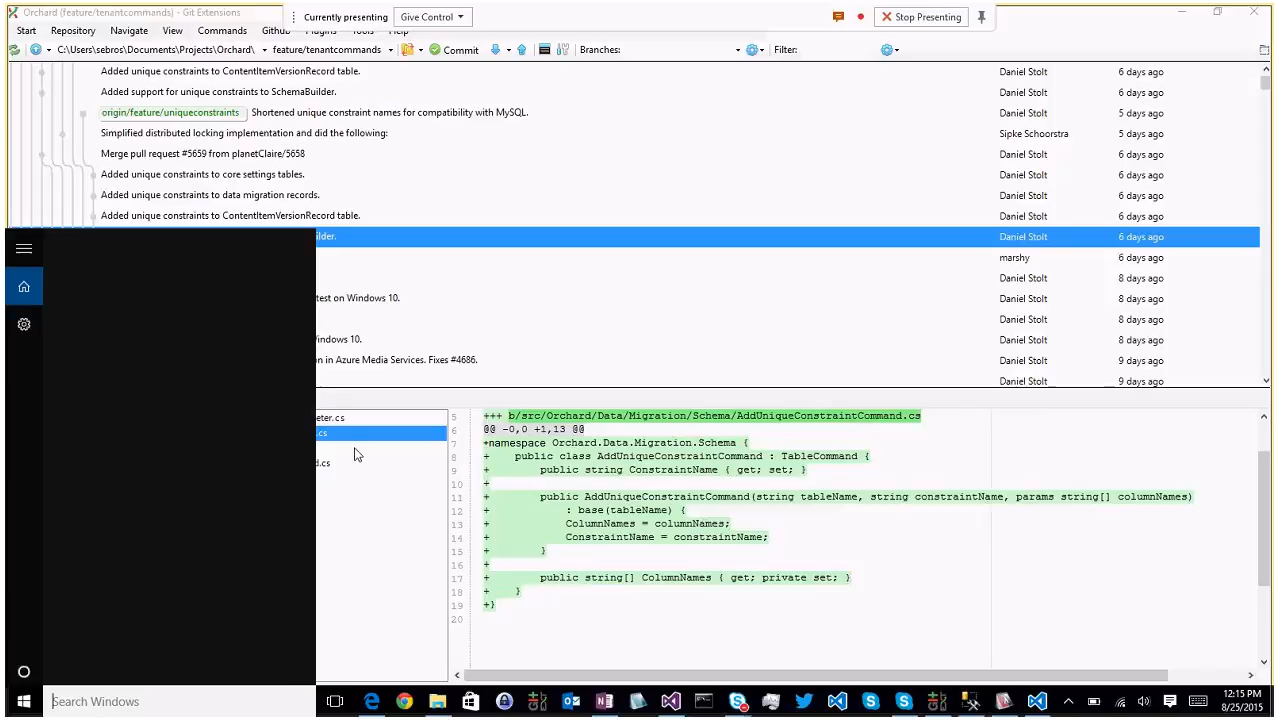 Orchard (feature/tenantcommands) - Git Extensions
Currently presenting
Give Control
Stop Presenting
Start Repository Navigate View Commands Github Plugins Tools Help
C:\Users\sebros\Documents\Projects\Orchard\ feature/tenantcommands Commit Branches: Filter:
Added unique constraints to ContentItemVersionRecord table. Daniel Stolt 6 days ago
Added support for unique constraints to SchemaBuilder. Daniel Stolt 6 days ago
origin/feature/uniqueconstraints Shortened unique constraint names for compatibility with MySQL. Daniel Stolt 5 days ago
Simplified distributed locking implementation and did the following: Sipke Schoorstra 5 days ago
Merge pull request #5659 from planetClaire/5658 Daniel Stolt 6 days ago
Added unique constraints to core settings tables. Daniel Stolt 6 days ago
Added unique constraints to data migration records. Daniel Stolt 6 days ago
Added unique constraints to ContentItemVersionRecord table. Daniel Stolt 6 days ago
ilder. Daniel Stolt 6 days ago
marshy 6 days ago
Daniel Stolt 8 days ago
test on Windows 10. Daniel Stolt 8 days ago
Daniel Stolt 8 days ago
indows 10. Daniel Stolt 8 days ago
on in Azure Media Services. Fixes #4686. Daniel Stolt 9 days ago
Daniel Stolt 9 days ago
eter.cs
.cs
d.cs
5 +++ b/src/Orchard/Data/Migration/Schema/AddUniqueConstraintCommand.cs
6 @@ -0,0 +1,13 @@
7 +namespace Orchard.Data.Migration.Schema {
8 + public class AddUniqueConstraintCommand : TableCommand {
9 + public string ConstraintName { get; set; }
10 +
11 + public AddUniqueConstraintCommand(string tableName, string constraintName, params string[] columnNames)
12 + : base(tableName) {
13 + ColumnNames = columnNames;
14 + ConstraintName = constraintName;
15 + }
16 +
17 + public string[] ColumnNames { get; private set; }
18 + }
19 +}
20
Search Windows
12:15 PM
8/25/2015